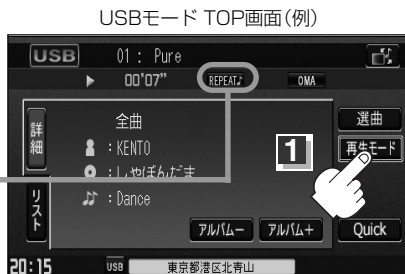 USBモード TOP画面(例)
USB 01 : Pure
00'07" REPEAT♪ OMA
詳細
全曲
: KENTO
: しゃぼんだま
: Dance
リスト
1
選曲
再生モード
アルバム− アルバム+ Quick
20:15 USB 東京都港区北青山